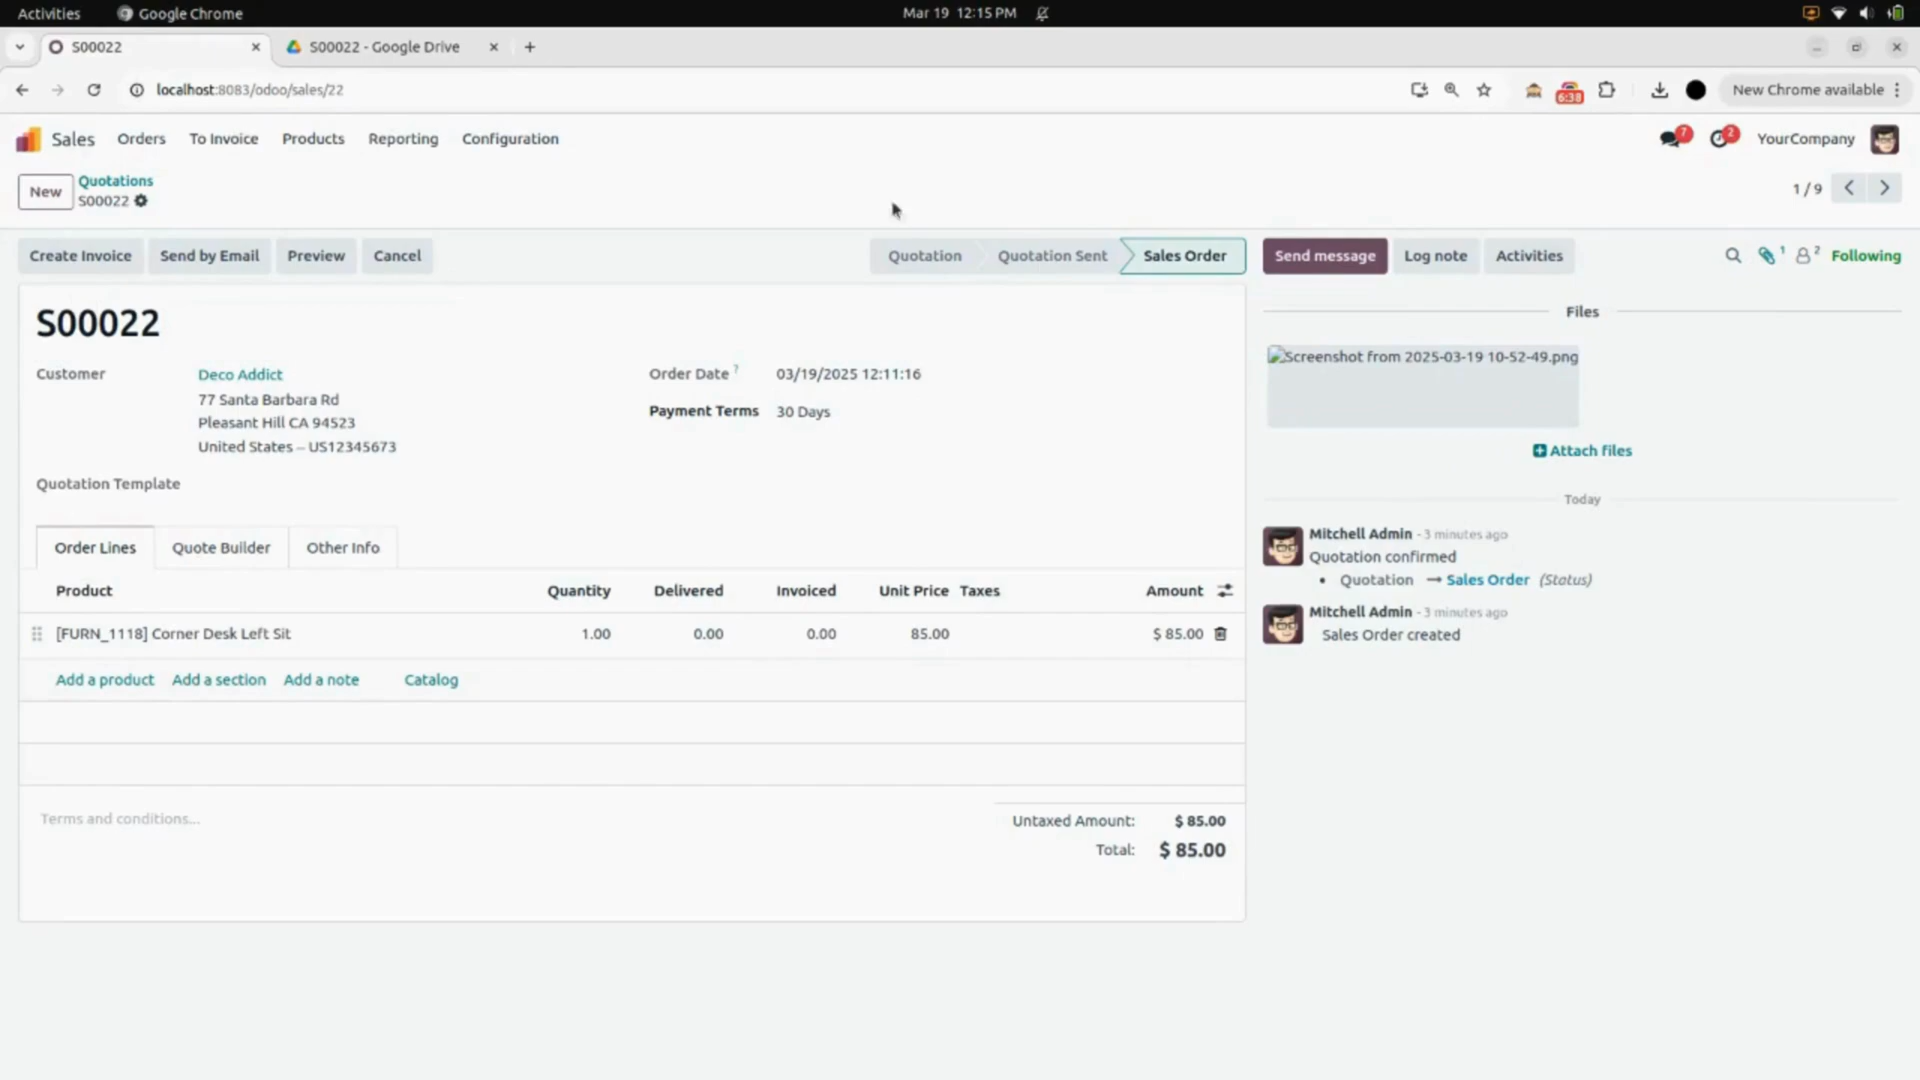 Activities Google Chrome Mar 19 12:15 PM
S00022 S00022 - Google Drive
localhost:8083/odoo/sales/22 6:38 New Chrome available
Sales Orders To Invoice Products Reporting Configuration 7 2 YourCompany
New Quotations
S00022 1 / 9
Create Invoice Send by Email Preview Cancel Quotation Quotation Sent Sales Order Send message Log note Activities 1 2 Following
S00022
Customer Deco Addict
77 Santa Barbara Rd
Pleasant Hill CA 94523
United States – US12345673
Order Date ? 03/19/2025 12:11:16
Payment Terms 30 Days
Quotation Template
Order Lines Quote Builder Other Info
Product Quantity Delivered Invoiced Unit Price Taxes Amount
[FURN_1118] Corner Desk Left Sit 1.00 0.00 0.00 85.00 $ 85.00
Add a product Add a section Add a note Catalog
Terms and conditions...
Untaxed Amount: $ 85.00
Total: $ 85.00
Files
Screenshot from 2025-03-19 10-52-49.png
Attach files
Today
Mitchell Admin - 3 minutes ago
Quotation confirmed
• Quotation → Sales Order (Status)
Mitchell Admin - 3 minutes ago
Sales Order created